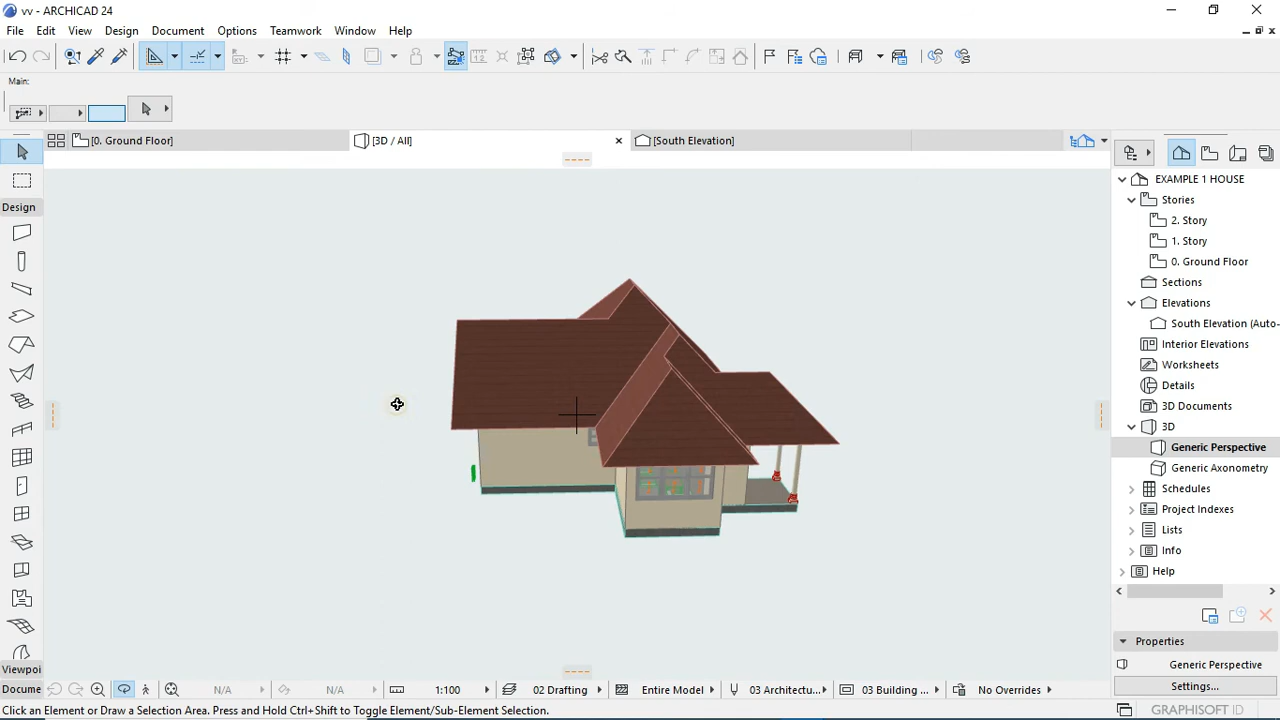 vv - ARCHICAD 24
File Edit View Design Document Options Teamwork Window Help
Main:
[0. Ground Floor] [3D / All] [South Elevation]
Design
EXAMPLE 1 HOUSE
Stories
2. Story
1. Story
0. Ground Floor
Sections
Elevations
South Elevation (Auto-
Interior Elevations
Worksheets
Details
3D Documents
3D
Generic Perspective
Generic Axonometry
Schedules
Project Indexes
Lists
Info
Help
Properties
Generic Perspective
Settings...
Viewpoi
Docume
N/A N/A 1:100 02 Drafting Entire Model 03 Architectu... 03 Building ... No Overrides
Click an Element or Draw a Selection Area. Press and Hold Ctrl+Shift to Toggle Element/Sub-Element Selection.
GRAPHISOFT ID